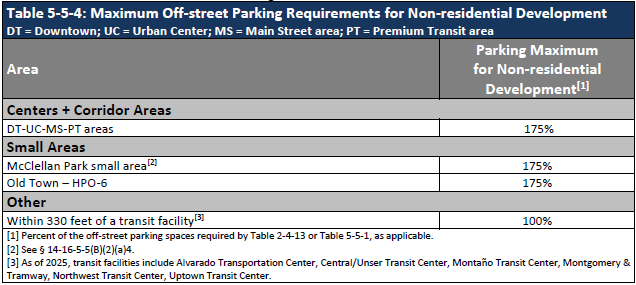 Table 5-5-4: Maximum Off-street Parking Requirements for Non-residential Development
DT = Downtown; UC = Urban Center; MS = Main Street area; PT = Premium Transit area
Area
Parking Maximum
for Non-residential
Development[1]
Centers + Corridor Areas
DT-UC-MS-PT areas 175%
Small Areas
McClellan Park small area[2] 175%
Old Town – HPO-6 175%
Other
Within 330 feet of a transit facility[3] 100%
[1] Percent of the off-street parking spaces required by Table 2-4-13 or Table 5-5-1, as applicable.
[2] See § 14-16-5-5(B)(2)(a)4.
[3] As of 2025, transit facilities include Alvarado Transportation Center, Central/Unser Transit Center, Montaño Transit Center, Montgomery &
Tramway, Northwest Transit Center, Uptown Transit Center.